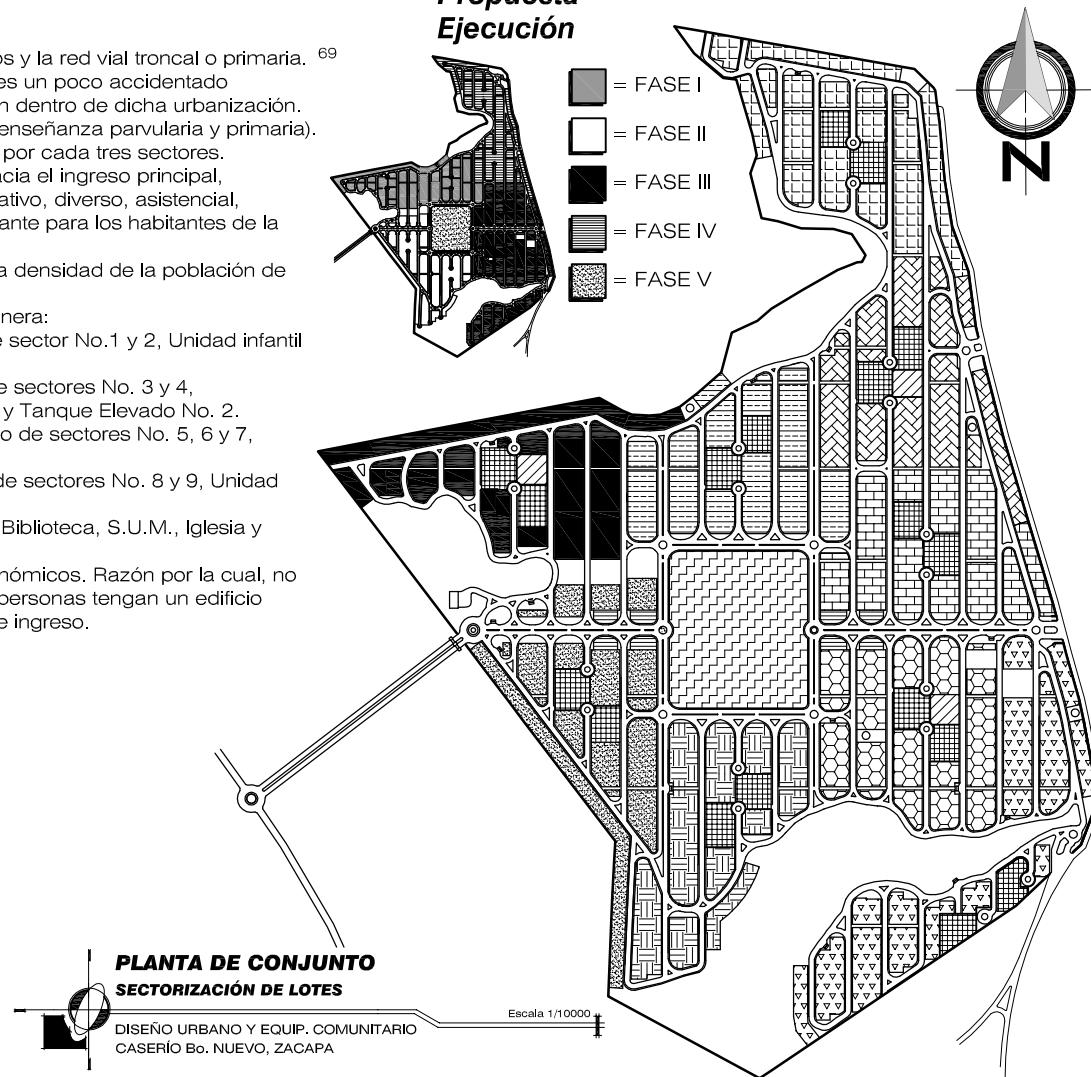 Propuesta
Ejecución
os y la red vial troncal o primaria. 69
es un poco accidentado
n dentro de dicha urbanización.
enseñanza parvularia y primaria).
por cada tres sectores.
acia el ingreso principal,
ativo, diverso, asistencial,
ante para los habitantes de la
a densidad de la población de
nera:
e sector No.1 y 2, Unidad infantil
e sectores No. 3 y 4,
y Tanque Elevado No. 2.
o de sectores No. 5, 6 y 7,
de sectores No. 8 y 9, Unidad
Biblioteca, S.U.M., Iglesia y
nómicos. Razón por la cual, no
personas tengan un edificio
e ingreso.
= FASE I
= FASE II
= FASE III
= FASE IV
= FASE V
N
PLANTA DE CONJUNTO
SECTORIZACIÓN DE LOTES
Escala 1/10000
DISEÑO URBANO Y EQUIP. COMUNITARIO
CASERÍO Bo. NUEVO, ZACAPA